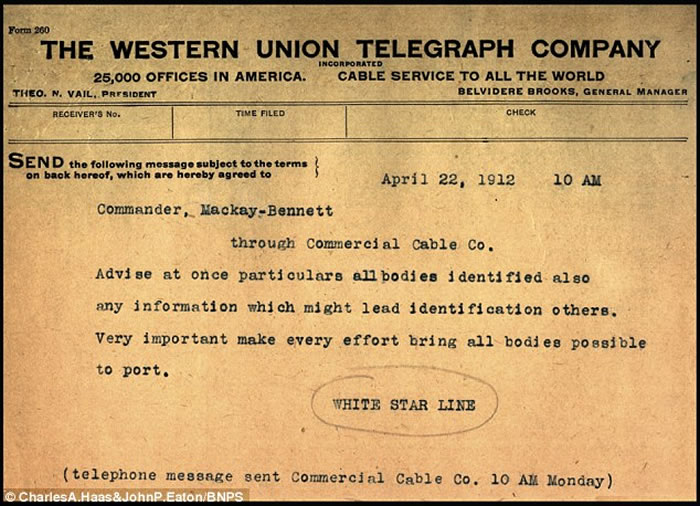 Form 260
THE WESTERN UNION TELEGRAPH COMPANY
INCORPORATED
25,000 OFFICES IN AMERICA. CABLE SERVICE TO ALL THE WORLD
THEO. N. VAIL, PRESIDENT BELVIDERE BROOKS, GENERAL MANAGER
RECEIVER'S No. TIME FILED CHECK
SEND the following message subject to the terms
on back hereof, which are hereby agreed to
April 22, 1912 10 AM
Commander, Mackay-Bennett
through Commercial Cable Co.
Advise at once particulars all bodies identified also
any information which might lead identification others.
Very important make every effort bring all bodies possible
to port.
WHITE STAR LINE
(telephone message sent Commercial Cable Co. 10 AM Monday)
© CharlesA.Haas&JohnP.Eaton/BNPS